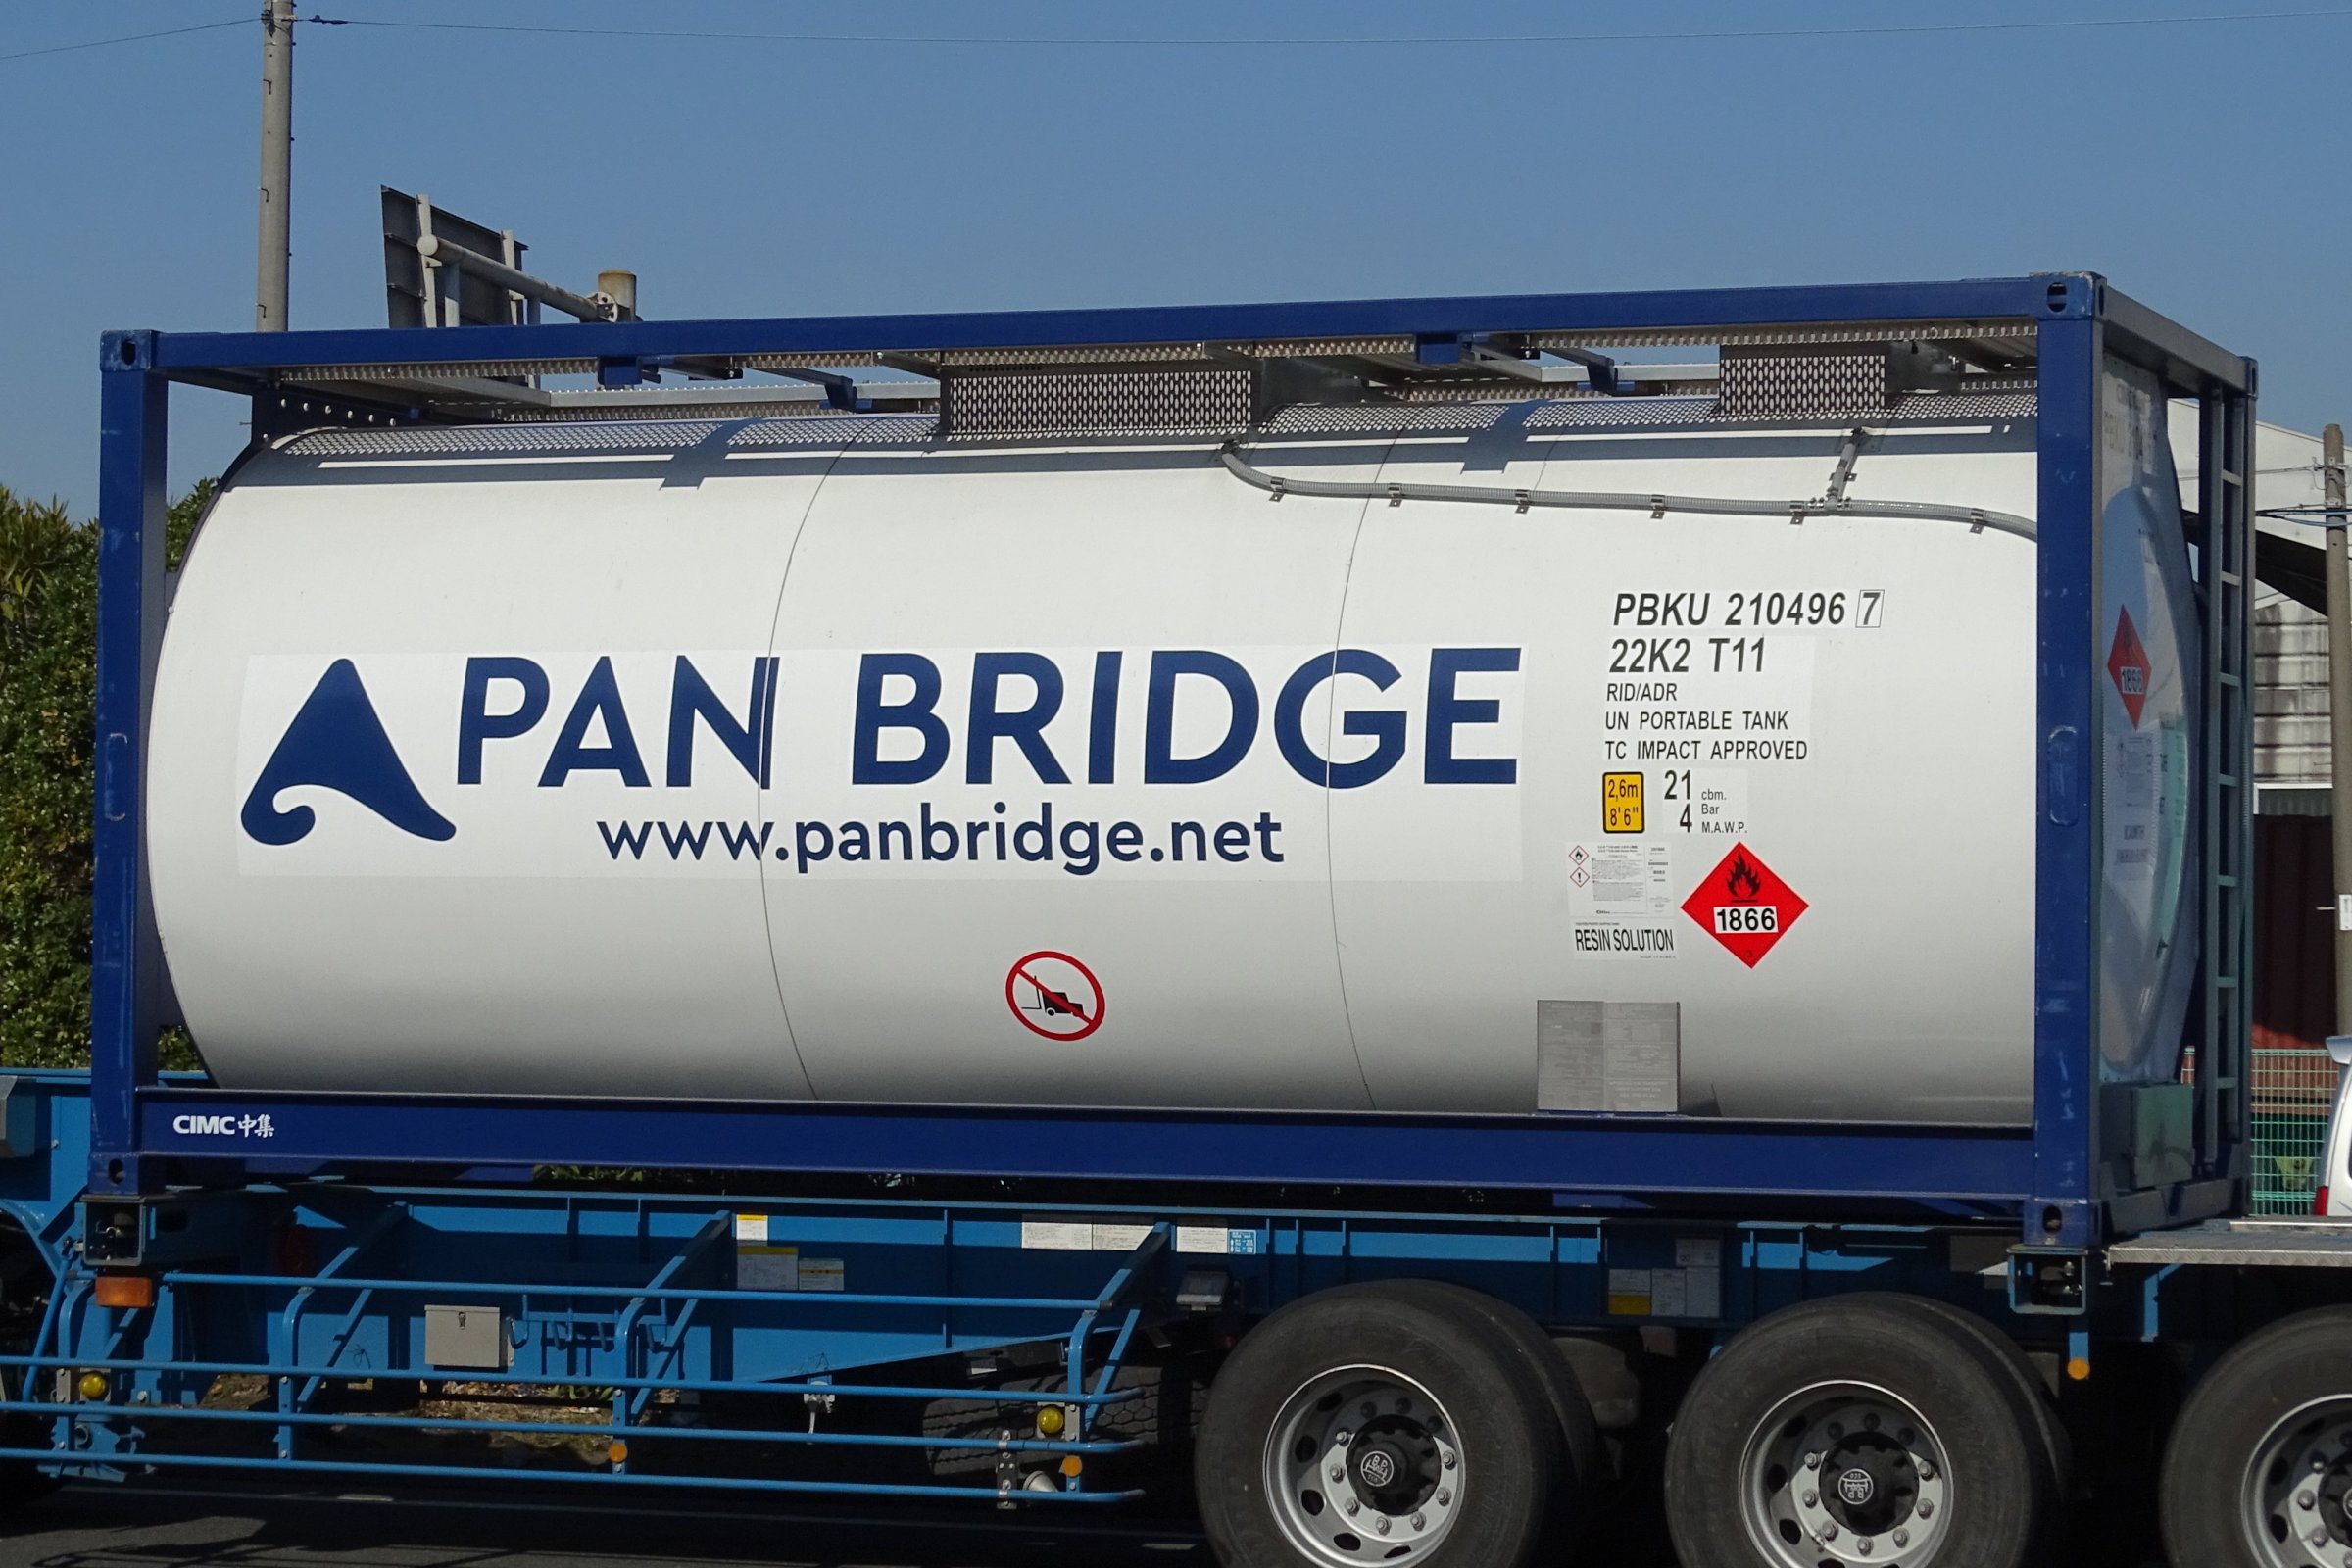 PBKU 210496 7
22K2 T11
RID/ADR
UN PORTABLE TANK
TC IMPACT APPROVED
PAN BRIDGE
www.panbridge.net
2,6m
8'6"
21 cbm.
4 Bar
M.A.W.P.
1866
RESIN SOLUTION
1866
CIMC中集